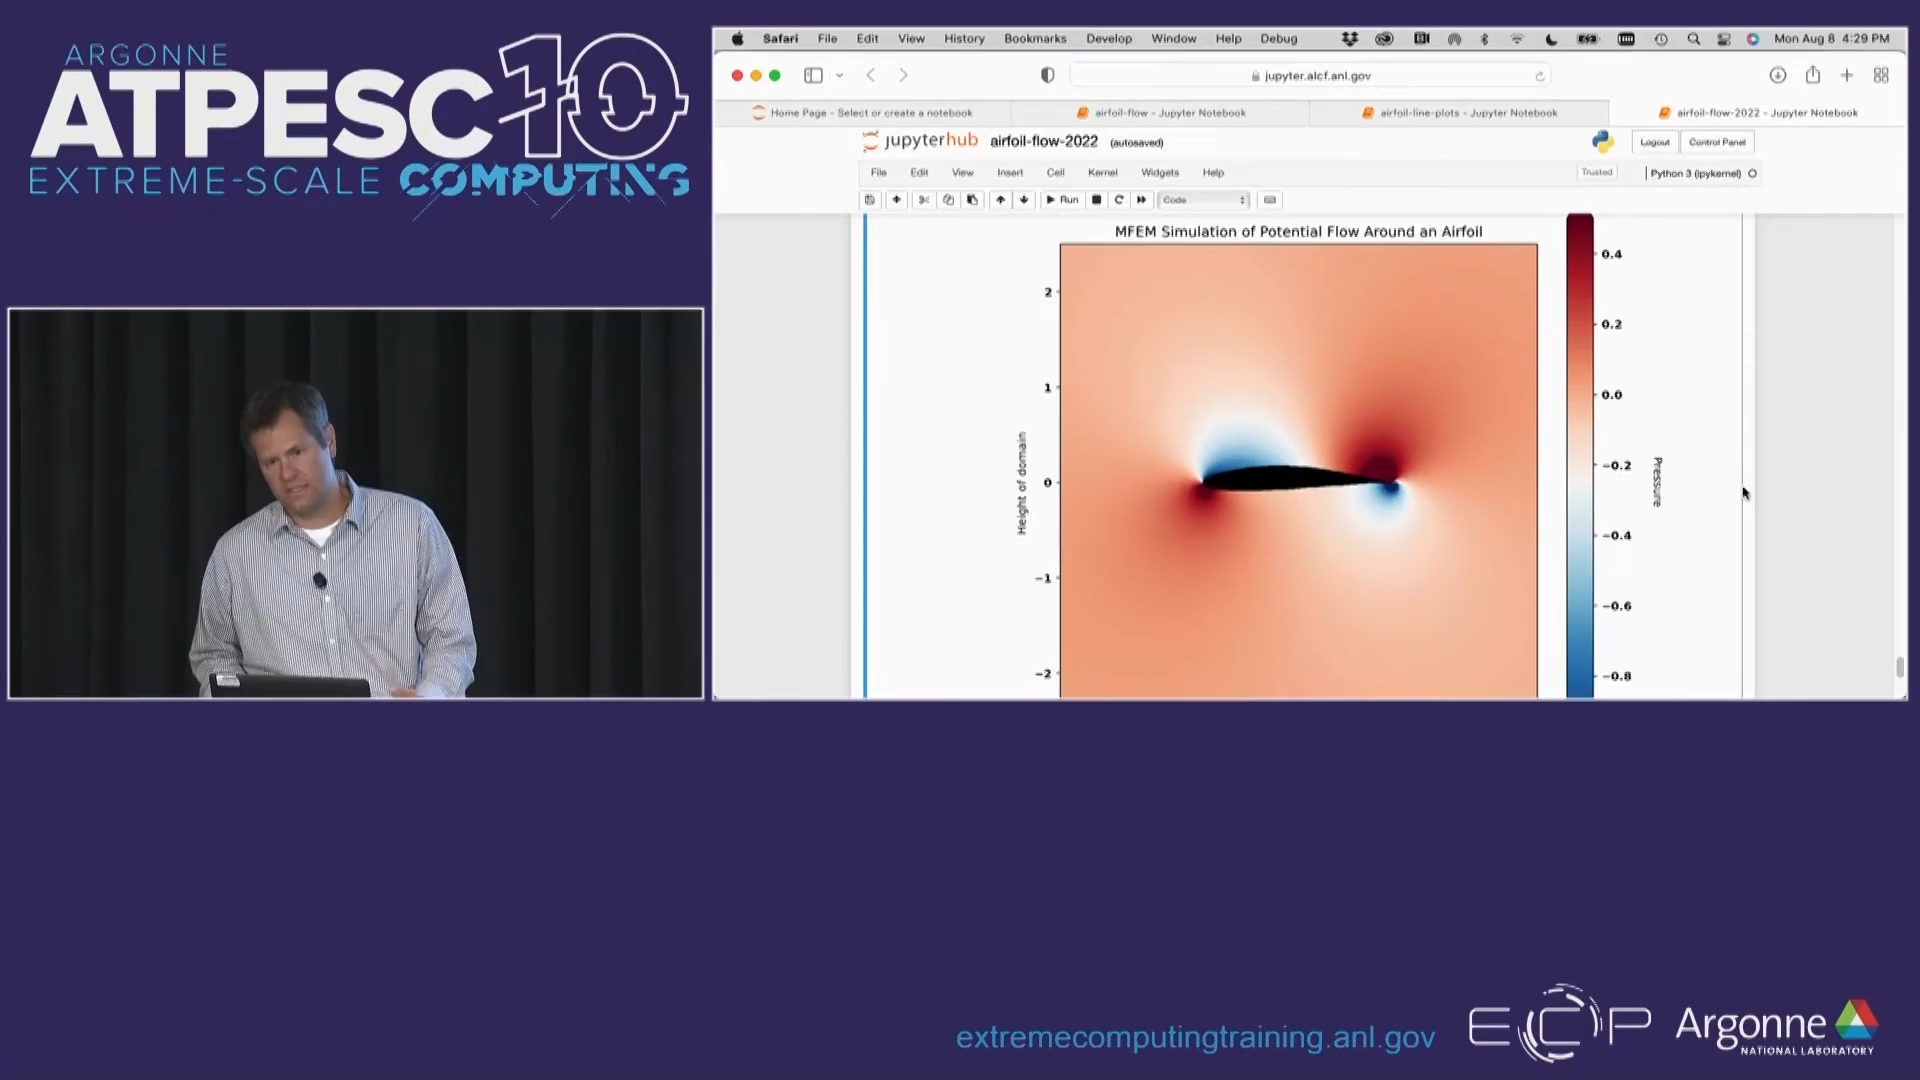 ARGONNE
ATPESC10
EXTREME-SCALE COMPUTING
Safari File Edit View History Bookmarks Develop Window Help Debug Mon Aug 8 4:29 PM
jupyter.alcf.anl.gov
Home Page - Select or create a notebook
airfoil-flow - Jupyter Notebook
airfoil-line-plots - Jupyter Notebook
airfoil-flow-2022 - Jupyter Notebook
jupyterhub airfoil-flow-2022 (autosaved)
Logout Control Panel
File Edit View Insert Cell Kernel Widgets Help
Trusted Python 3 (ipykernel)
Run Code
MFEM Simulation of Potential Flow Around an Airfoil
2
1
0
−1
−2
Height of domain
0.4
0.2
0.0
−0.2
−0.4
−0.6
−0.8
Pressure
extremecomputingtraining.anl.gov
ECP
Argonne
NATIONAL LABORATORY